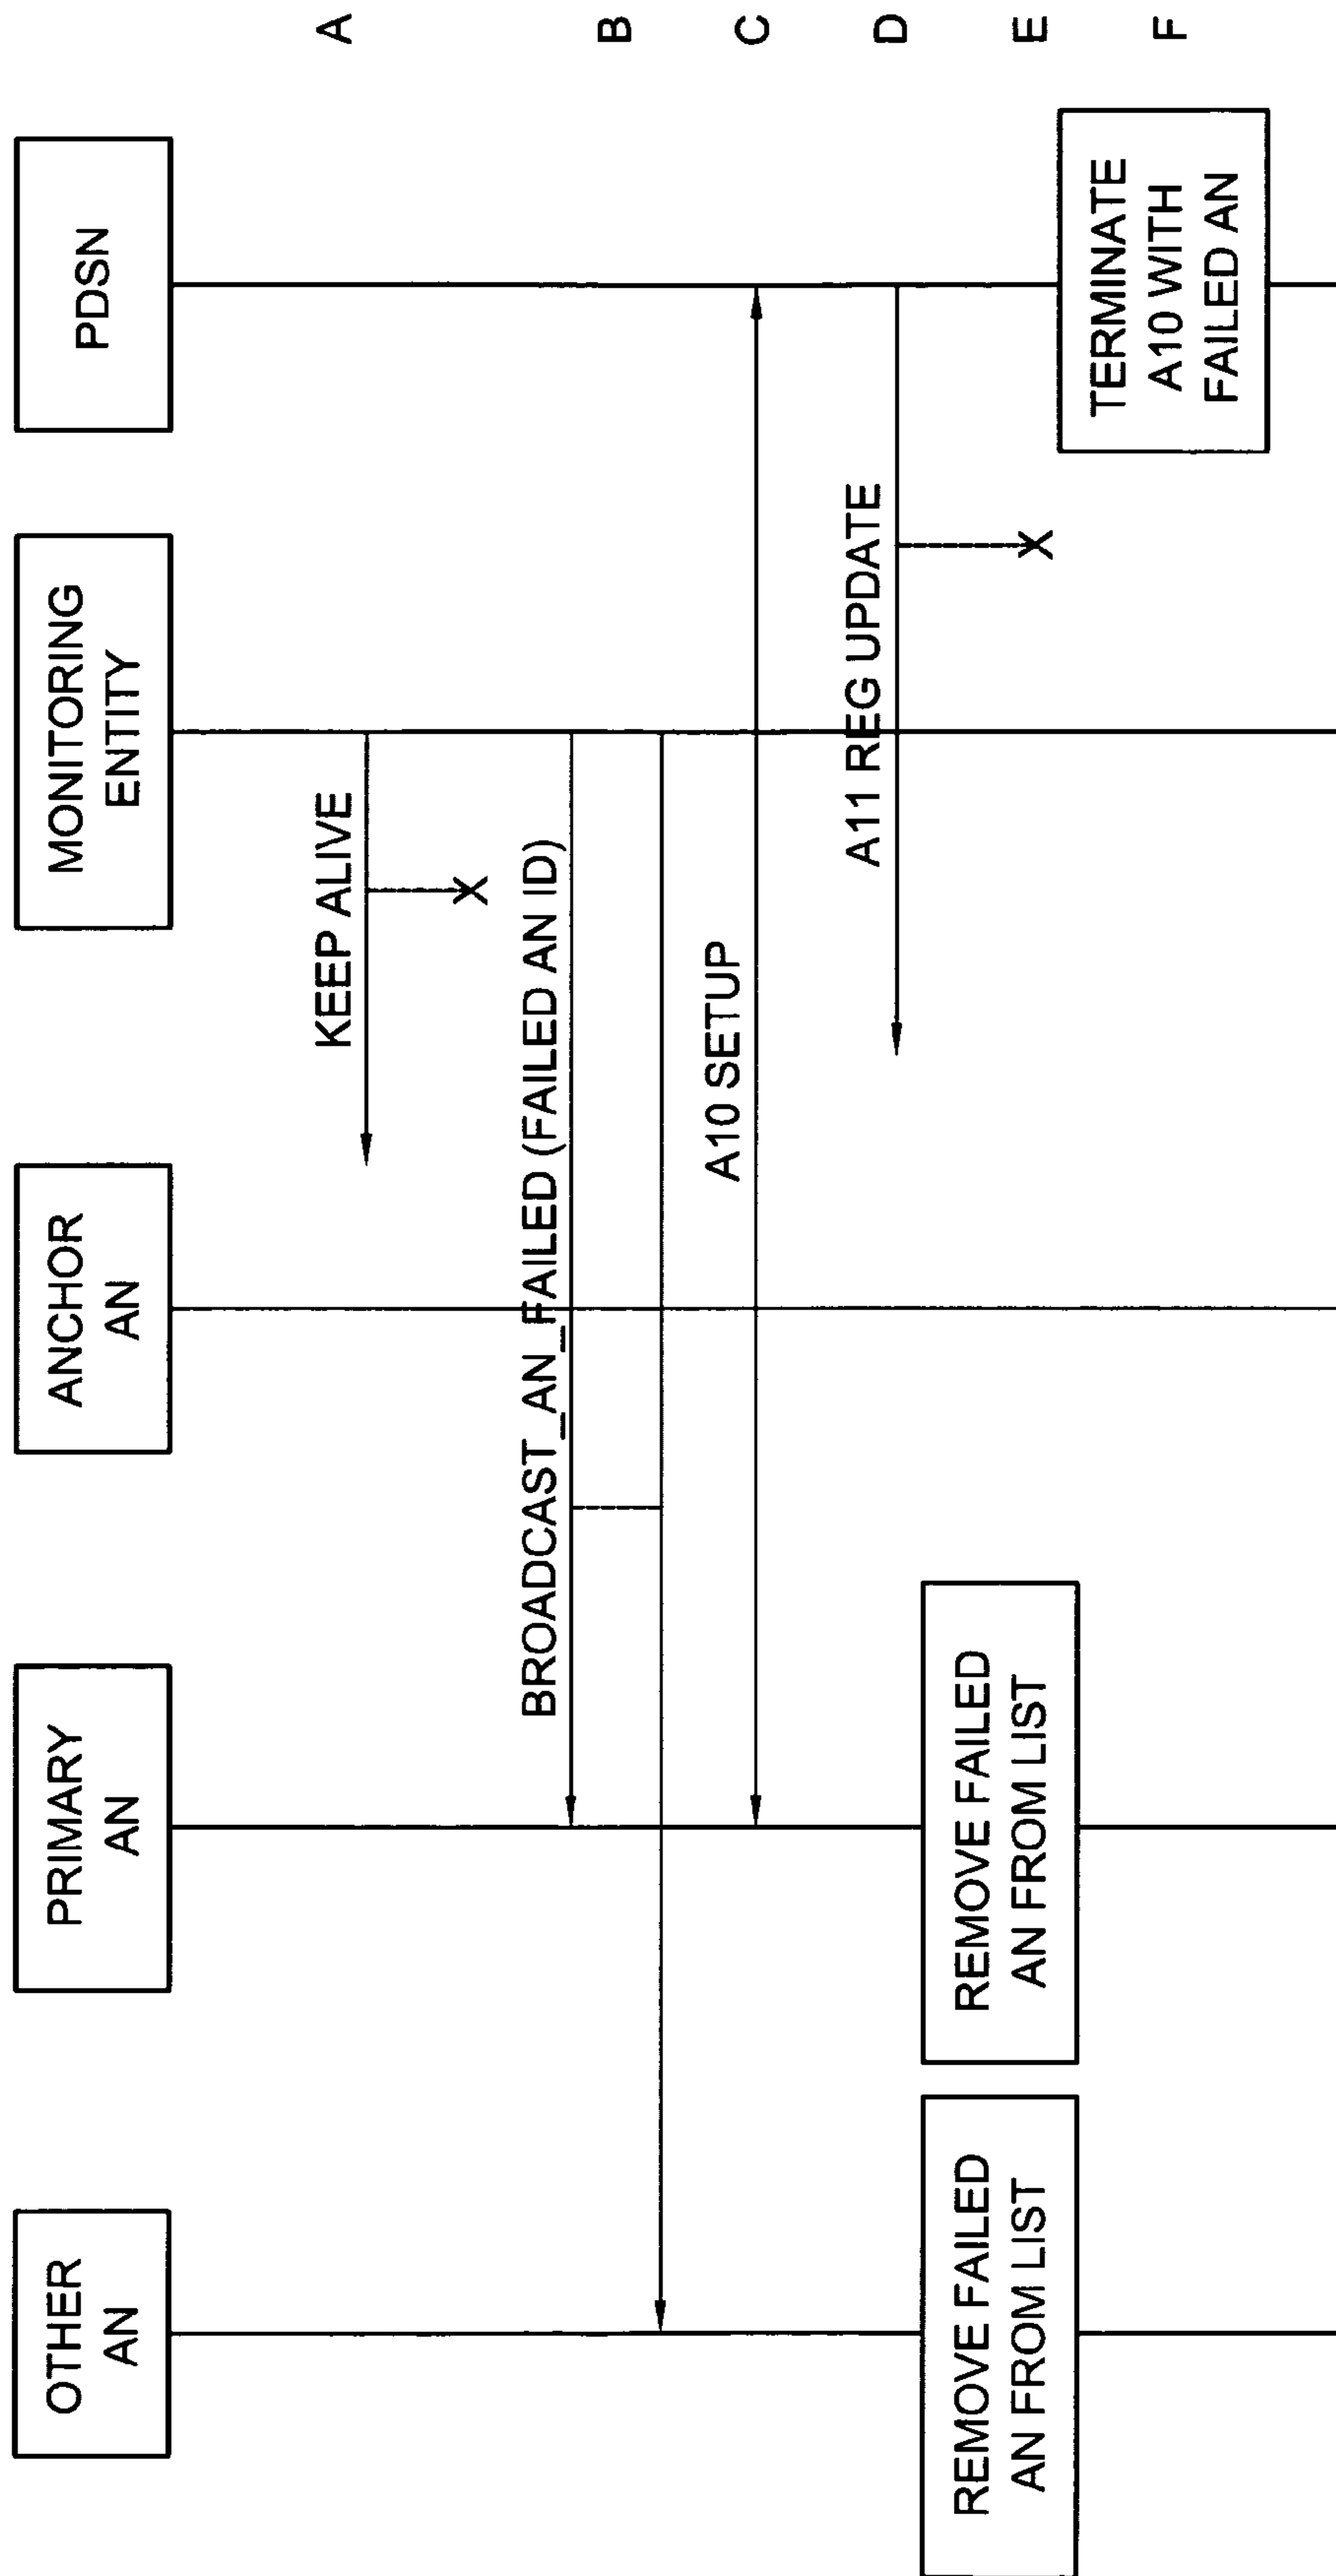 OTHER
AN
PRIMARY
AN
ANCHOR
AN
MONITORING
ENTITY
PDSN
KEEP ALIVE
A
X
BROADCAST_AN_FAILED (FAILED AN ID)
B
A10 SETUP
C
A11 REG UPDATE
D
REMOVE FAILED
AN FROM LIST
REMOVE FAILED
AN FROM LIST
X
E
TERMINATE
A10 WITH
FAILED AN
F